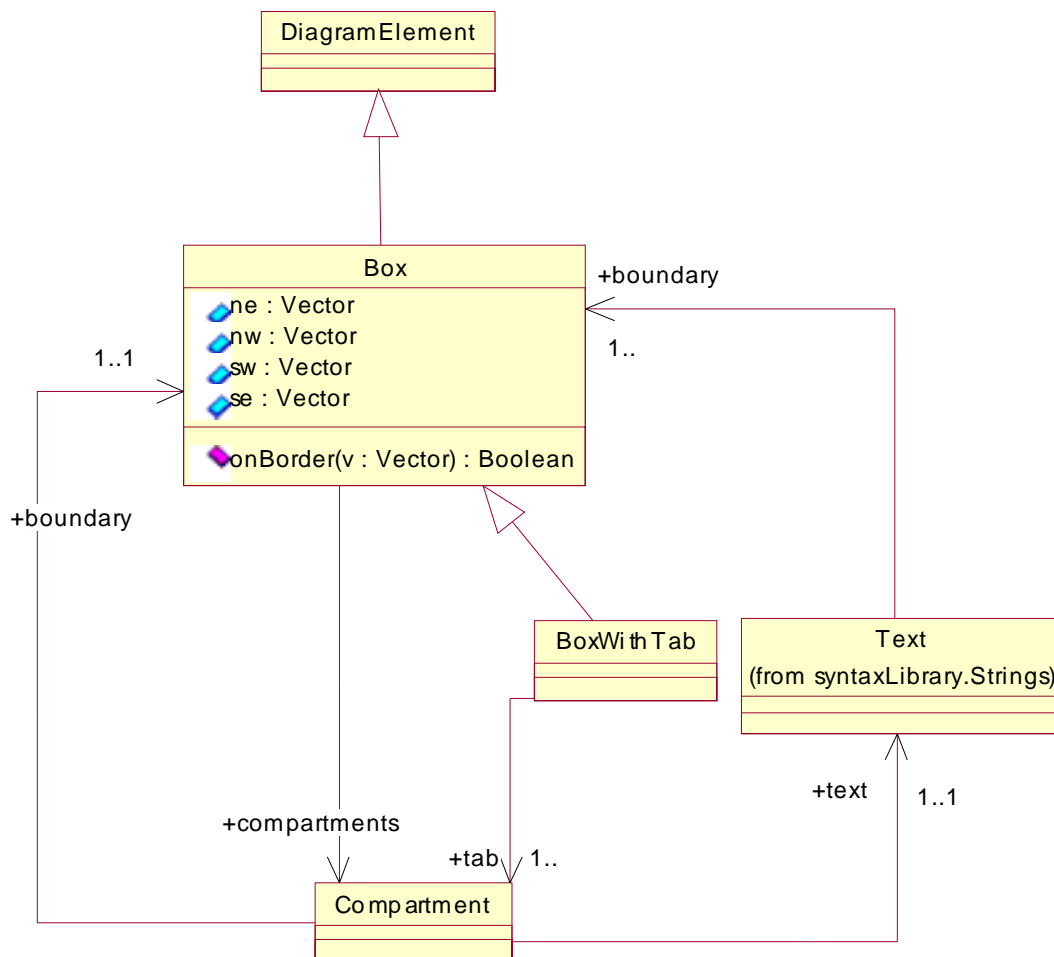 DiagramElement
Box
+boundary
ne : Vector
nw : Vector
1..1
1..
sw : Vector
se : Vector
onBorder(v : Vector) : Boolean
+boundary
BoxWithTab
Text
(from syntaxLibrary.Strings)
+text
1..1
+compartments
+tab
1..
Compartment